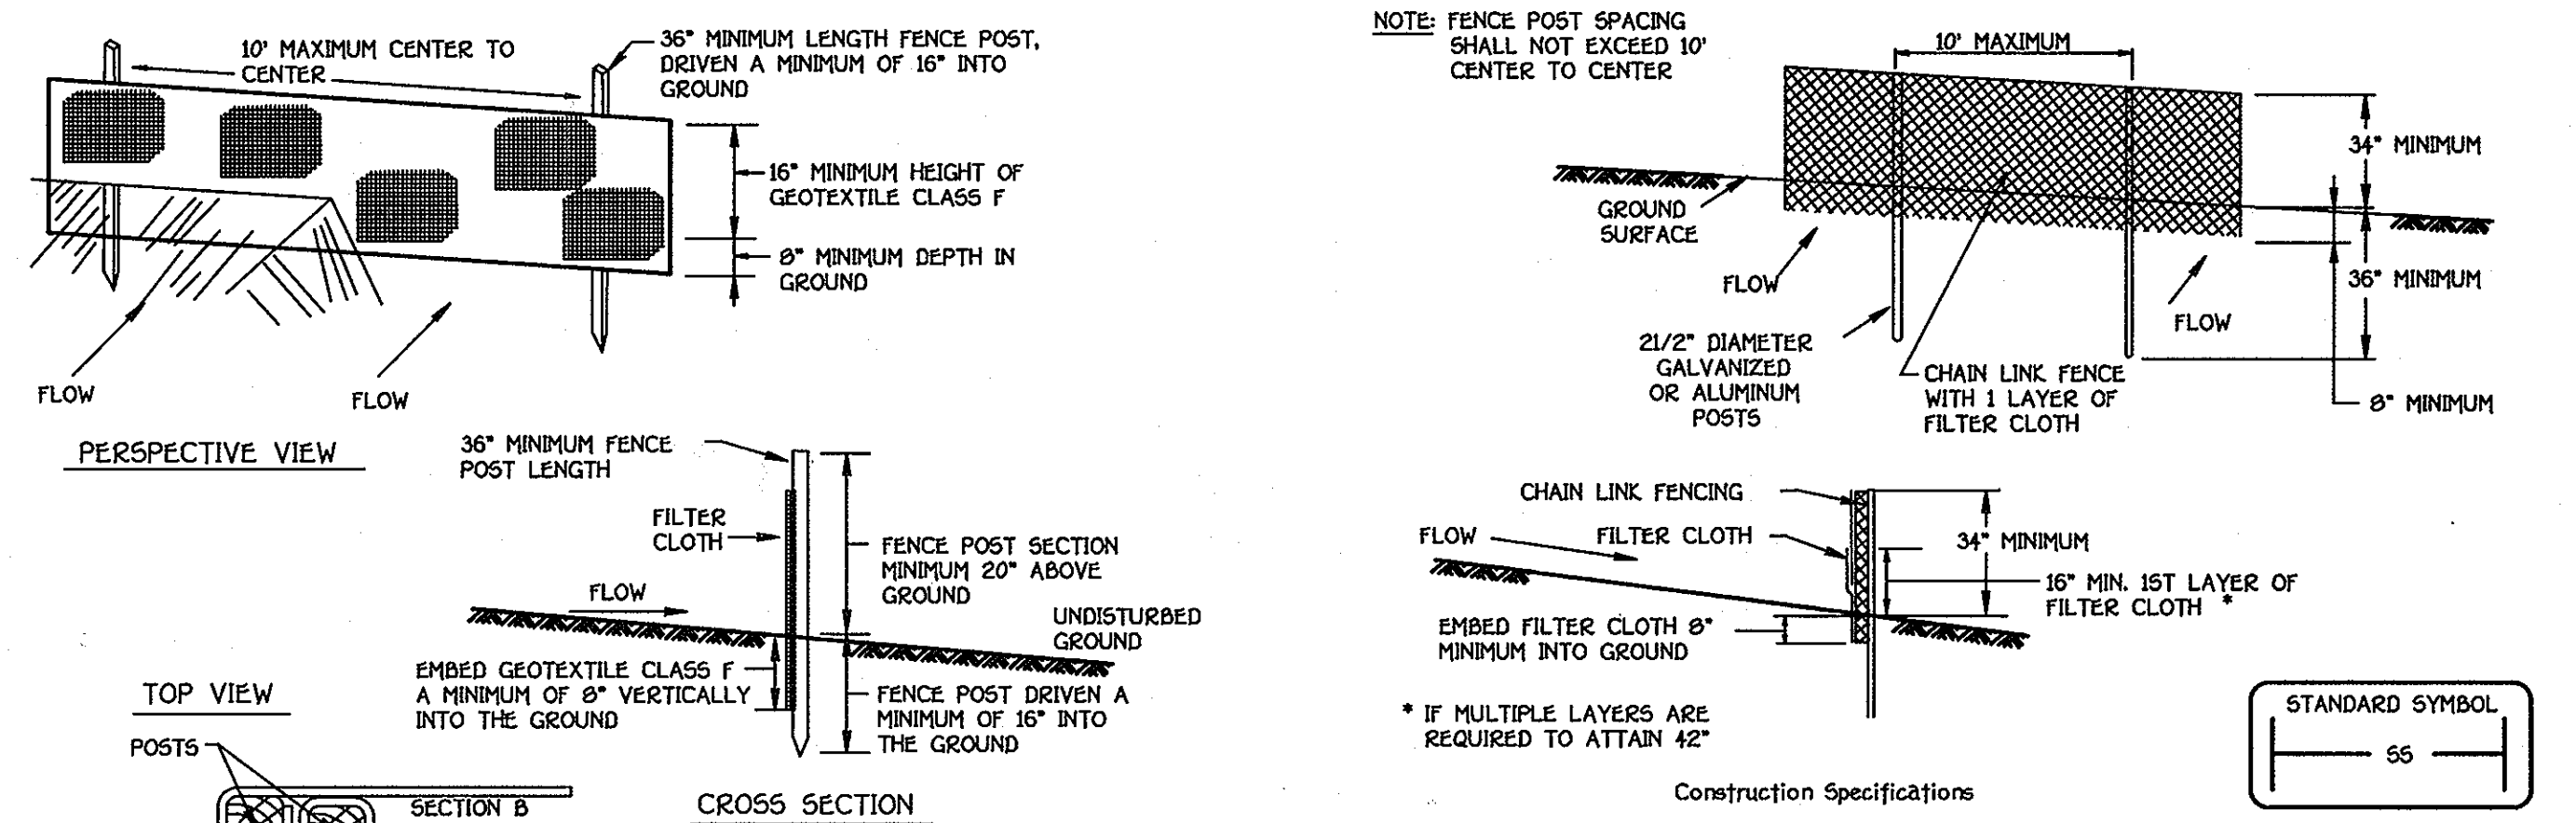 10' MAXIMUM CENTER TO
CENTER
36" MINIMUM LENGTH FENCE POST,
DRIVEN A MINIMUM OF 16" INTO
GROUND
16" MINIMUM HEIGHT OF
GEOTEXTILE CLASS F
8" MINIMUM DEPTH IN
GROUND
FLOW
FLOW
PERSPECTIVE VIEW
36" MINIMUM FENCE
POST LENGTH
FILTER
CLOTH
FENCE POST SECTION
MINIMUM 20" ABOVE
GROUND
FLOW
UNDISTURBED
GROUND
EMBED GEOTEXTILE CLASS F
A MINIMUM OF 8" VERTICALLY
INTO THE GROUND
FENCE POST DRIVEN A
MINIMUM OF 16" INTO
THE GROUND
TOP VIEW
POSTS
SECTION B
CROSS SECTION
NOTE: FENCE POST SPACING
SHALL NOT EXCEED 10'
CENTER TO CENTER
10' MAXIMUM
34" MINIMUM
GROUND
SURFACE
FLOW
36" MINIMUM
FLOW
21/2" DIAMETER
GALVANIZED
OR ALUMINUM
POSTS
CHAIN LINK FENCE
WITH 1 LAYER OF
FILTER CLOTH
8" MINIMUM
CHAIN LINK FENCING
FLOW
FILTER CLOTH
34" MINIMUM
16" MIN. 1ST LAYER OF
FILTER CLOTH *
EMBED FILTER CLOTH 8"
MINIMUM INTO GROUND
* IF MULTIPLE LAYERS ARE
REQUIRED TO ATTAIN 42"
STANDARD SYMBOL
SS
Construction Specifications